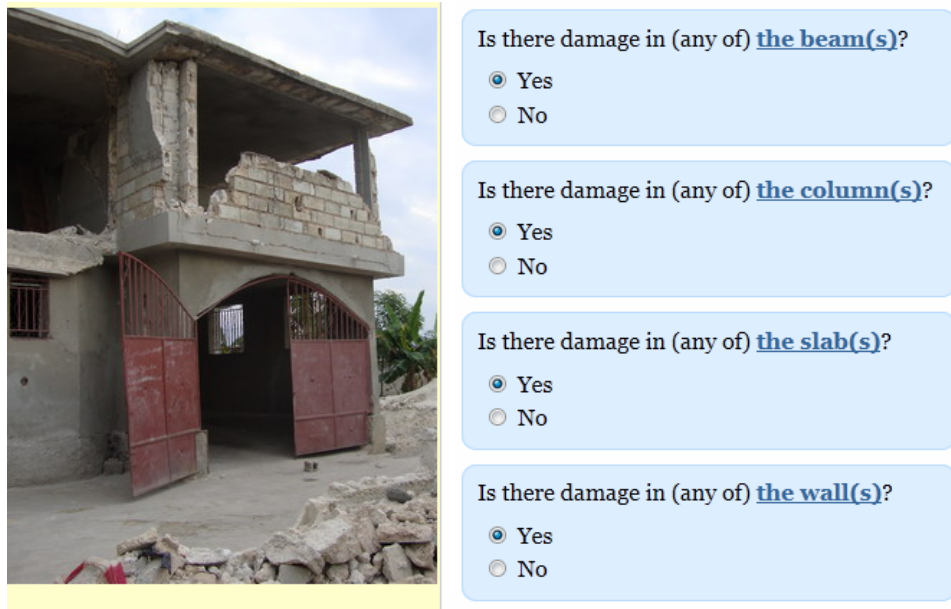 Is there damage in (any of) the beam(s)?
Yes
No
Is there damage in (any of) the column(s)?
Yes
No
Is there damage in (any of) the slab(s)?
Yes
No
Is there damage in (any of) the wall(s)?
Yes
No